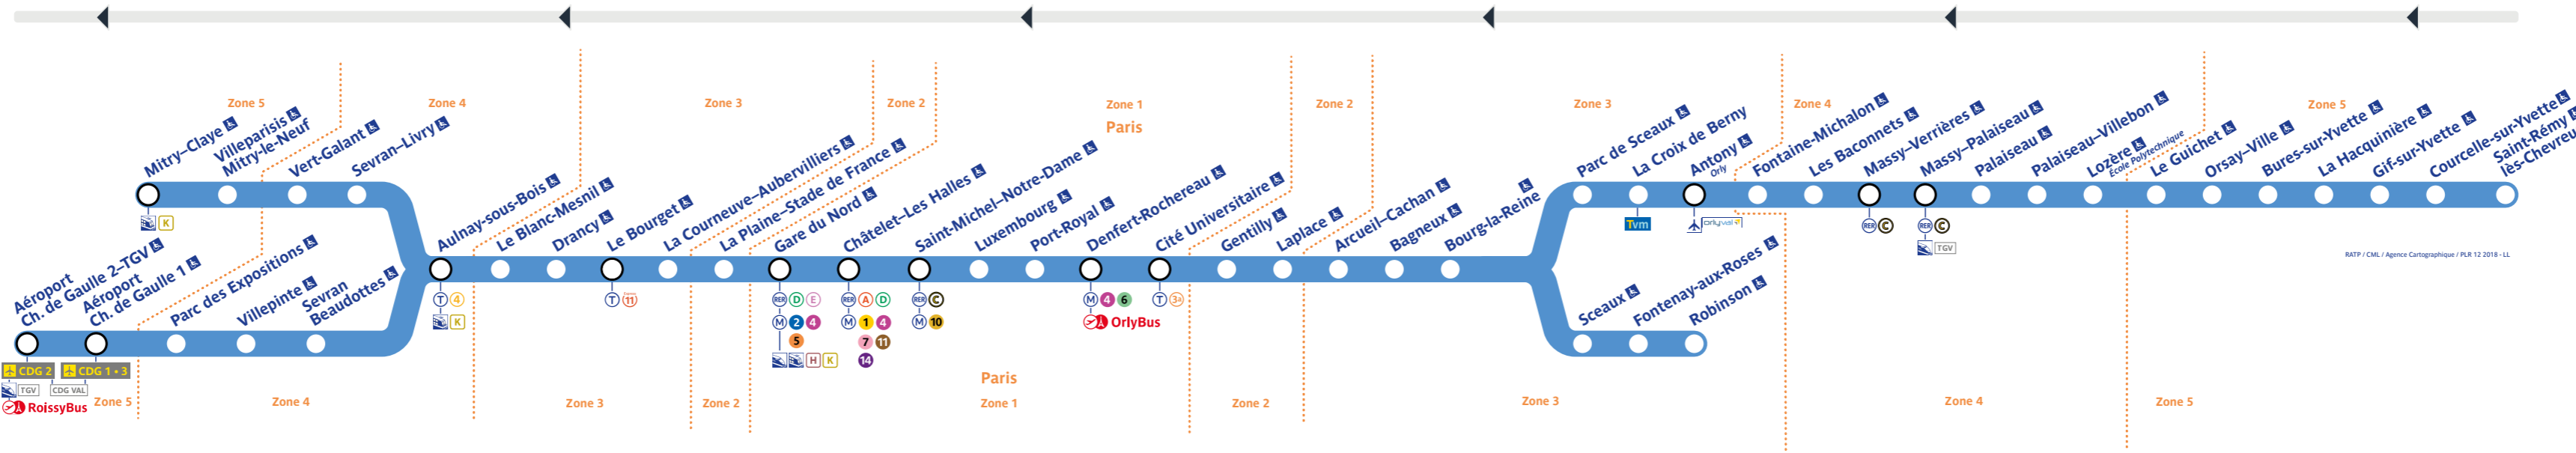 Zone 5
Zone 4
Zone 3
Zone 2
Zone 1
Paris
Zone 2
Zone 3
Zone 4
Zone 5
Mitry–Claye
Villeparisis
Mitry-le-Neuf
Vert-Galant
Sevran–Livry
K
Aéroport
Ch. de Gaulle 2–TGV
Aéroport
Ch. de Gaulle 1
Parc des Expositions
Villepinte
Sevran
Beaudottes
CDG 2
CDG 1 • 3
TGV
CDG VAL
RoissyBus
Aulnay-sous-Bois
T 4
K
Le Blanc-Mesnil
Drancy
Le Bourget
T 11
La Courneuve–Aubervilliers
La Plaine–Stade de France
Gare du Nord
RER D E
M 2 4
5
H K
Châtelet–Les Halles
RER A D
M 1 4
7 11
14
Saint-Michel–Notre-Dame
RER C
M 10
Luxembourg
Port-Royal
Denfert-Rochereau
M 4 6
OrlyBus
Cité Universitaire
T 3a
Gentilly
Laplace
Arcueil–Cachan
Bagneux
Bourg-la-Reine
Parc de Sceaux
La Croix de Berny
Tvm
Antony
Orly
orlyval
Fontaine-Michalon
Les Baconnets
Massy–Verrières
RER C
Massy–Palaiseau
RER C
TGV
Palaiseau
Palaiseau–Villebon
Lozère
École Polytechnique
Le Guichet
Orsay–Ville
Bures-sur-Yvette
La Hacquinière
Gif-sur-Yvette
Courcelle-sur-Yvette
Saint-Rémy
lès-Chevreu
Sceaux
Fontenay-aux-Roses
Robinson
RATP / CML / Agence Cartographique / PLR 12 2018 - LL
Zone 5
Zone 4
Zone 3
Zone 2
Paris
Zone 1
Zone 2
Zone 3
Zone 4
Zone 5